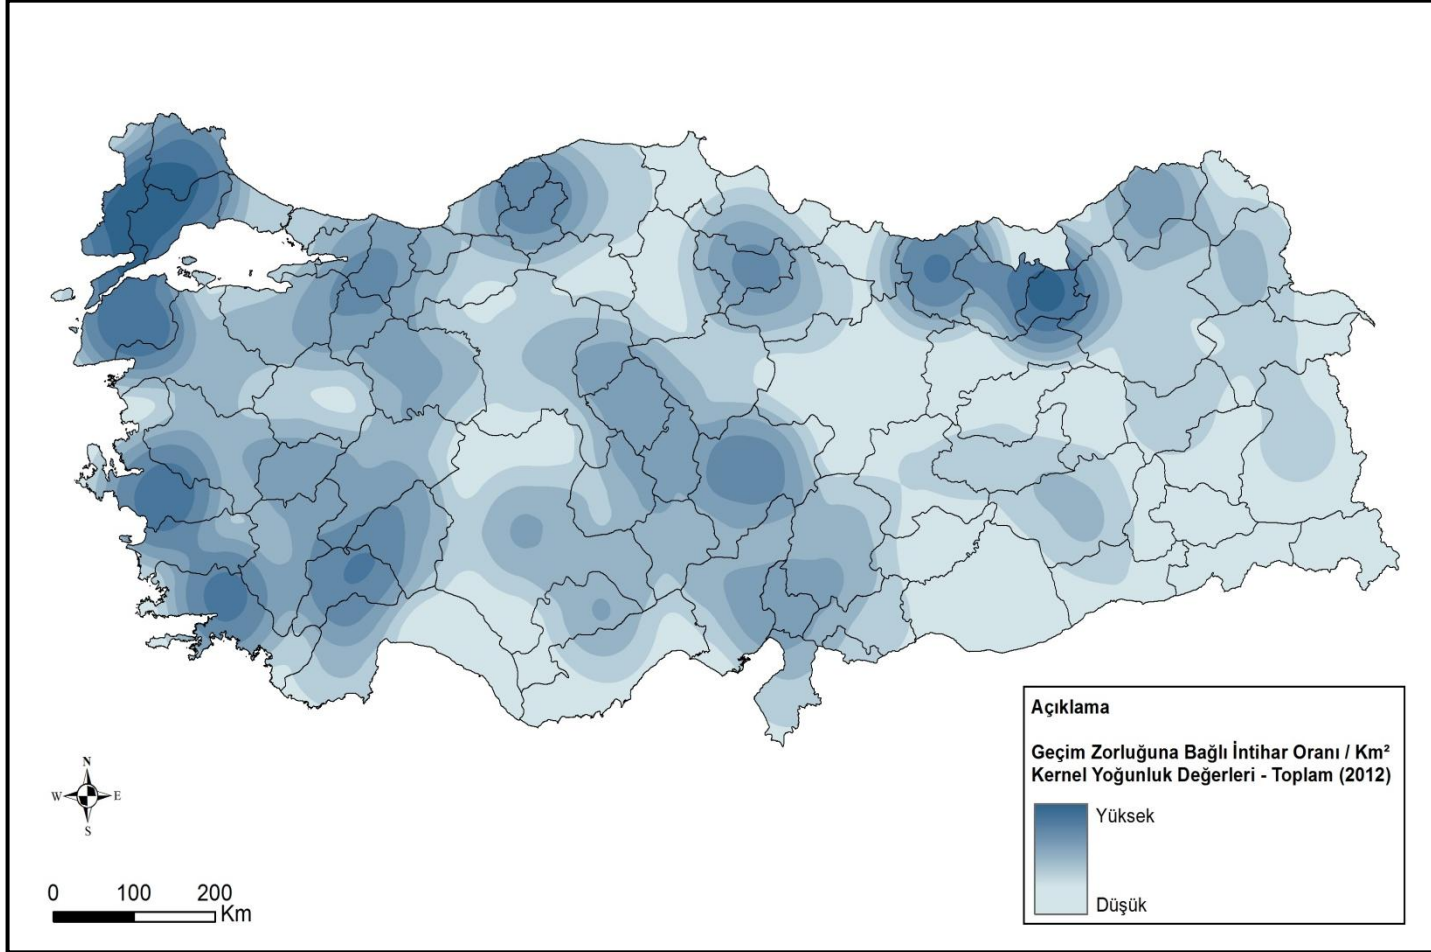 Açıklama
Geçim Zorluğuna Bağlı İntihar Oranı / Km²
Kernel Yoğunluk Değerleri - Toplam (2012)
Yüksek
Düşük
N
W E
S
0 100 200
Km